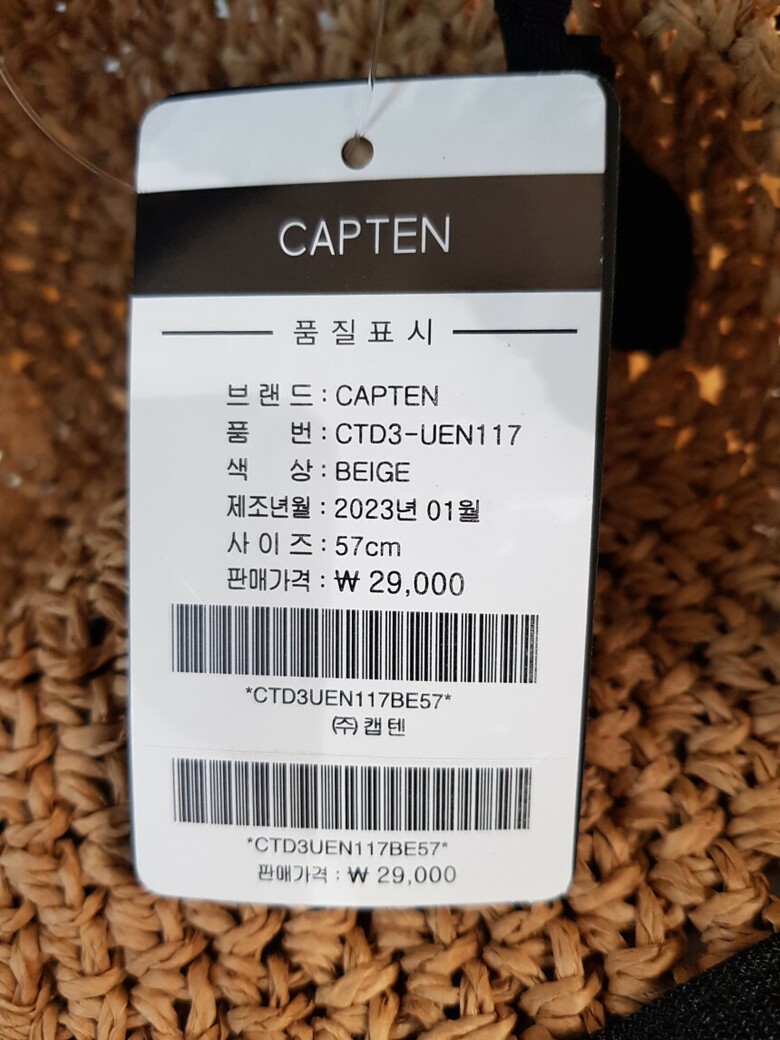 CAPTEN
품질표시
브랜드 : CAPTEN
품 번 : CTD3-UEN117
색 상 : BEIGE
제조년월 : 2023년 01월
사이즈 : 57cm
판매가격 : ₩ 29,000
*CTD3UEN117BE57*
㈜캡텐
*CTD3UEN117BE57*
판매가격 : ₩ 29,000